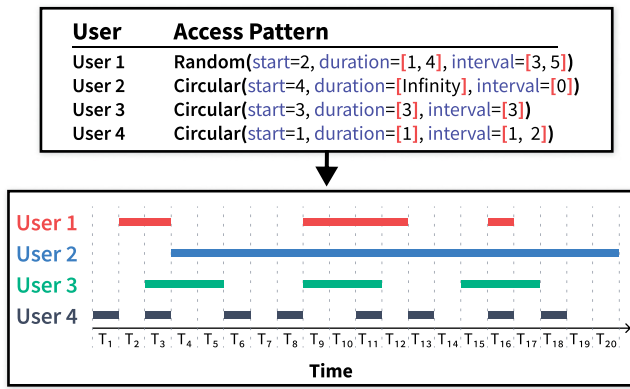 User Access Pattern
User 1 Random(start=2, duration=[1, 4], interval=[3, 5])
User 2 Circular(start=4, duration=[Infinity], interval=[0])
User 3 Circular(start=3, duration=[3], interval=[3])
User 4 Circular(start=1, duration=[1], interval=[1, 2])
User 1
User 2
User 3
User 4
T₁ T₂ T₃ T₄ T₅ T₆ T₇ T₈ T₉ T₁₀ T₁₁ T₁₂ T₁₃ T₁₄ T₁₅ T₁₆ T₁₇ T₁₈ T₁₉ T₂₀
Time